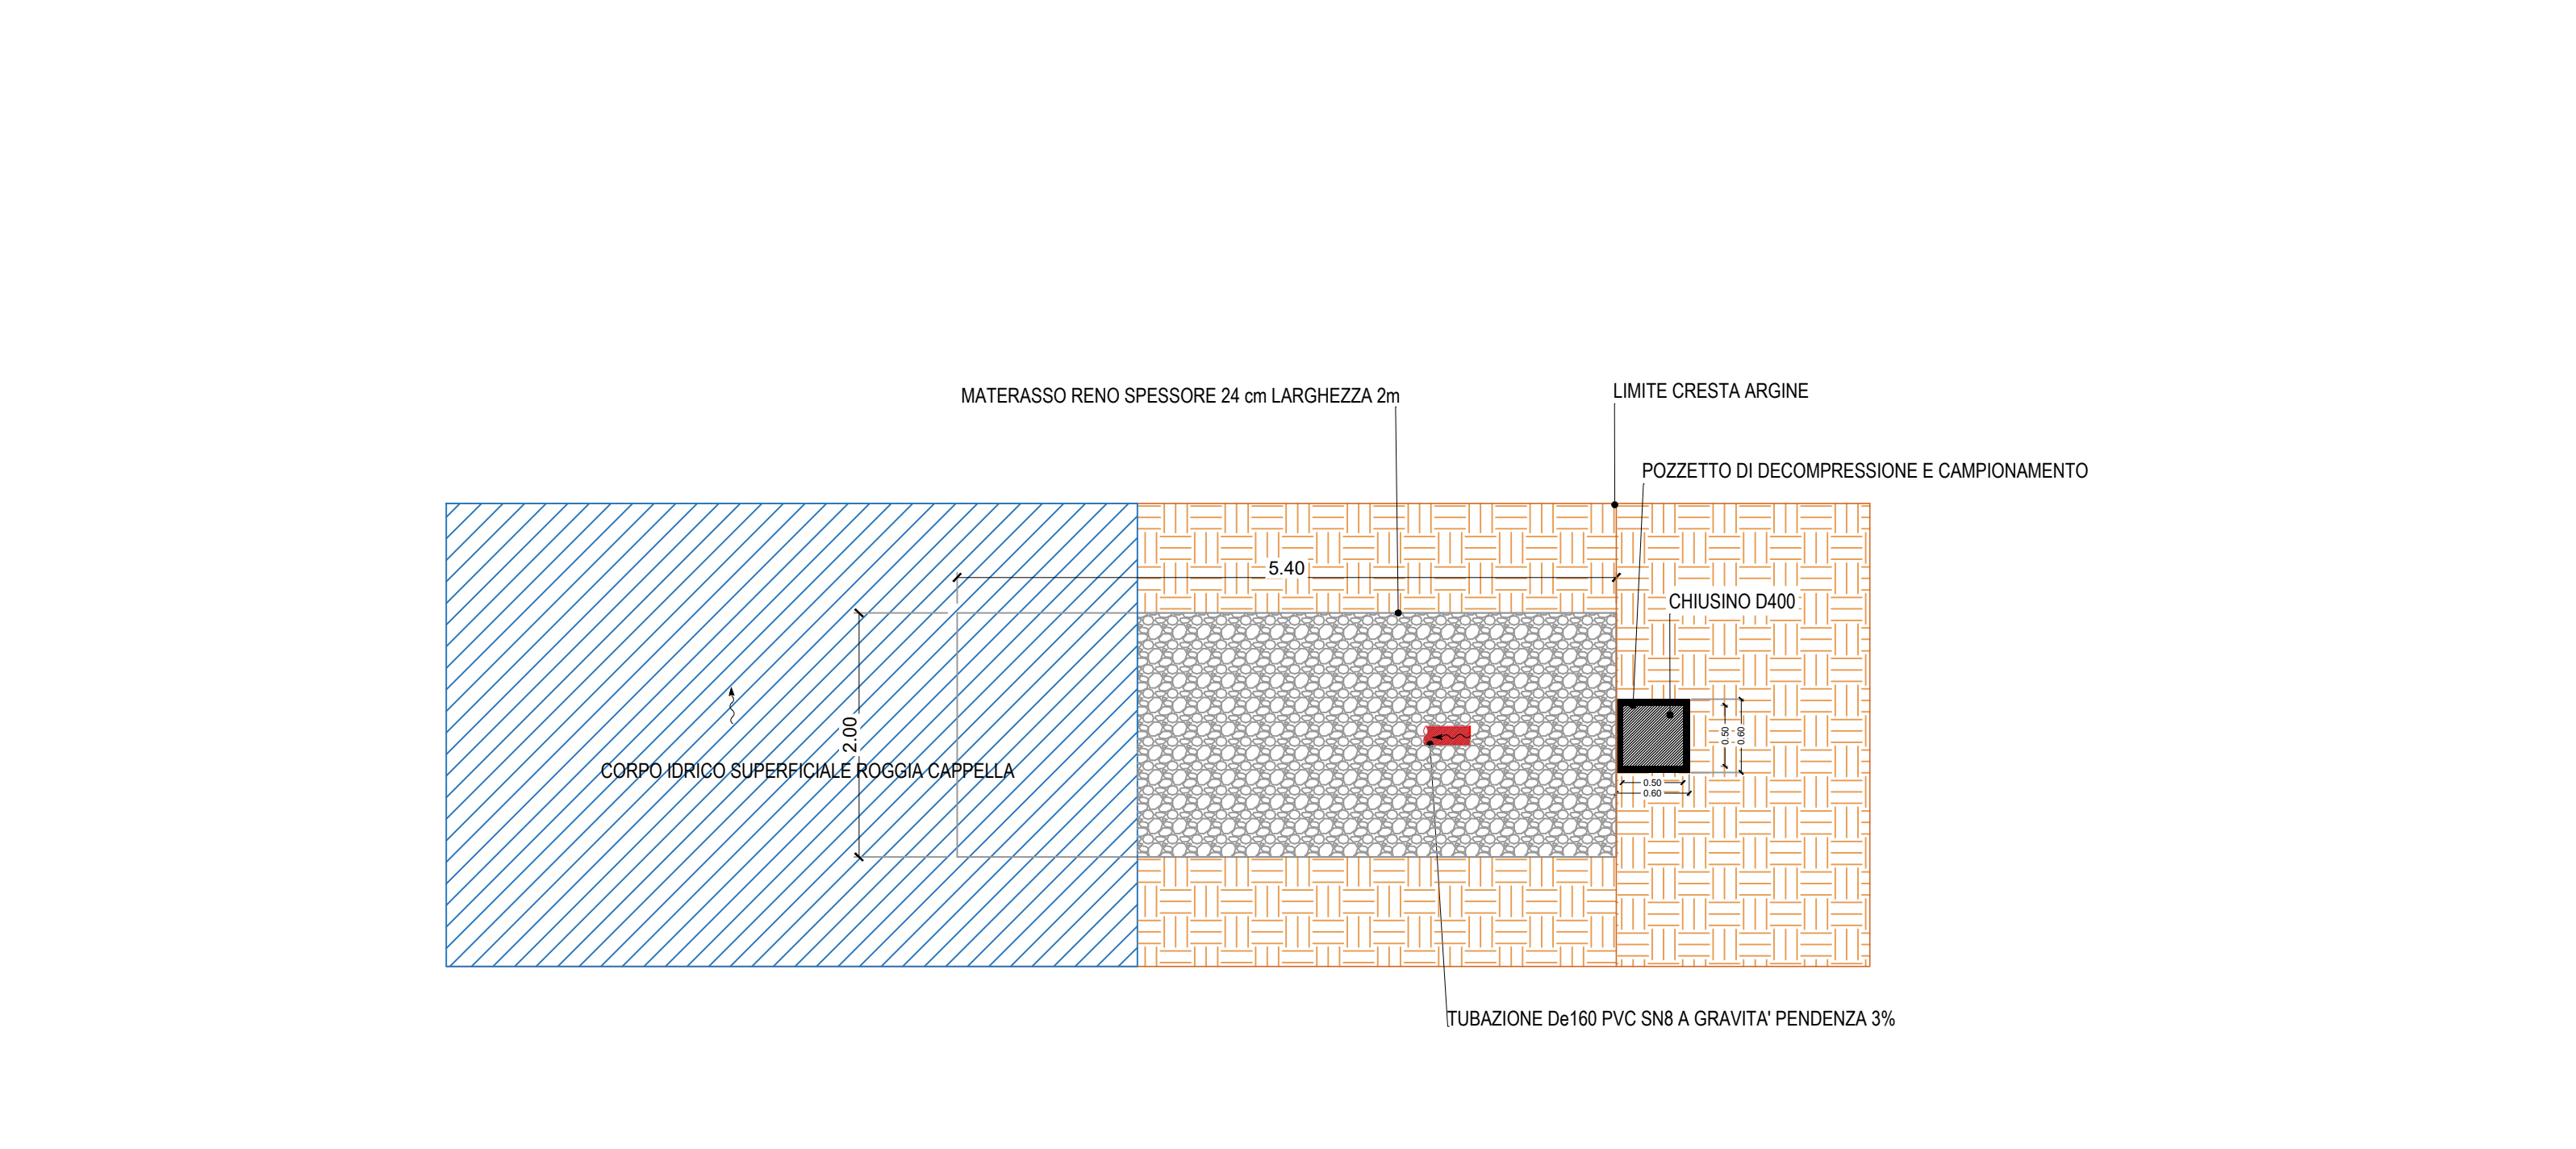 LIMITE CRESTA ARGINE
MATERASSO RENO SPESSORE 24 cm LARGHEZZA 2m
POZZETTO DI DECOMPRESSIONE E CAMPIONAMENTO
5.40
CHIUSINO D400
2.00
0.50
0.60
CORPO IDRICO SUPERFICIALE ROGGIA CAPPELLA
0.50
0.60
TUBAZIONE De160 PVC SN8 A GRAVITA' PENDENZA 3%